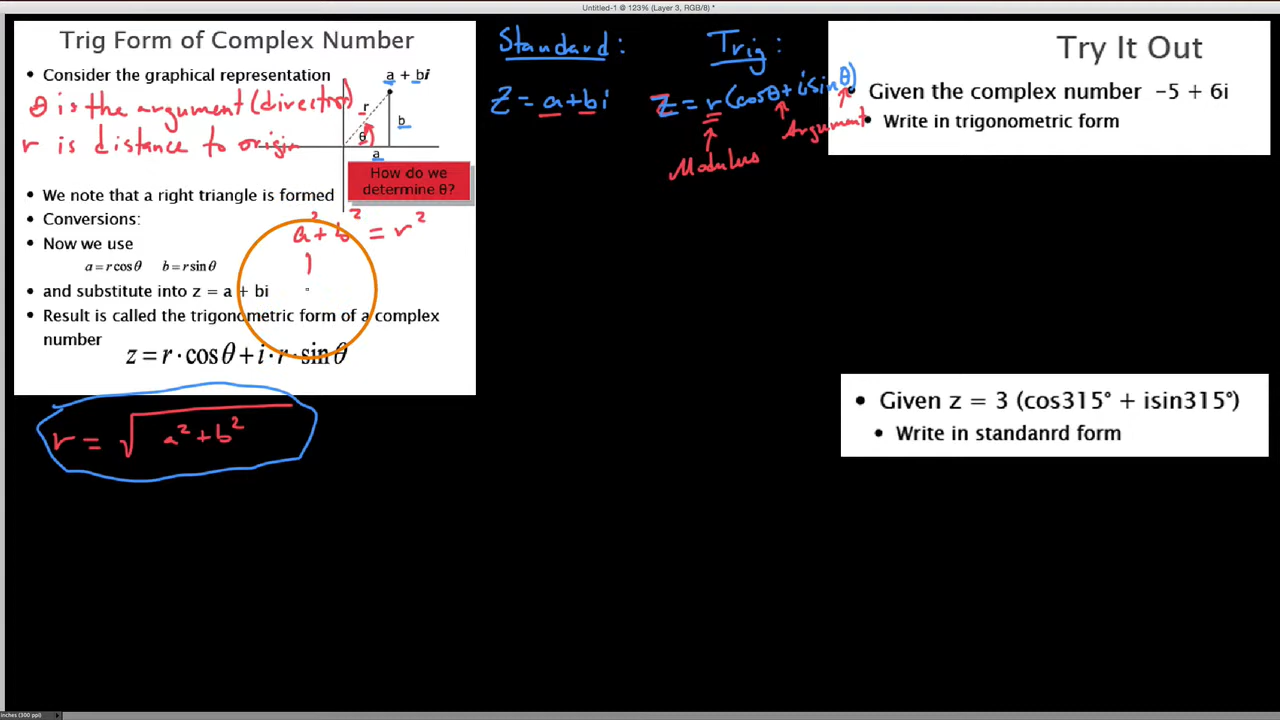 Untitled-1 @ 123% (Layer 3, RGB/8) *
Trig Form of Complex Number
• Consider the graphical representation
a + bi
θ is the argument (direction)
r is distance to origin
r
θ
b
a
How do we
determine θ?
• We note that a right triangle is formed
• Conversions:
a² + b² = r²
• Now we use
a = r cos θ b = r sin θ
• and substitute into z = a + bi
• Result is called the trigonometric form of a complex
number
z = r · cos θ + i · r · sin θ
r = √a² + b²
Standard:
Z = a + bi
Trig:
z = r (cosθ + i sin θ)
Argument
Modulus
Try It Out
Given the complex number -5 + 6i
• Write in trigonometric form
• Given z = 3 (cos315° + isin315°)
• Write in standanrd form
inches (300 ppi)